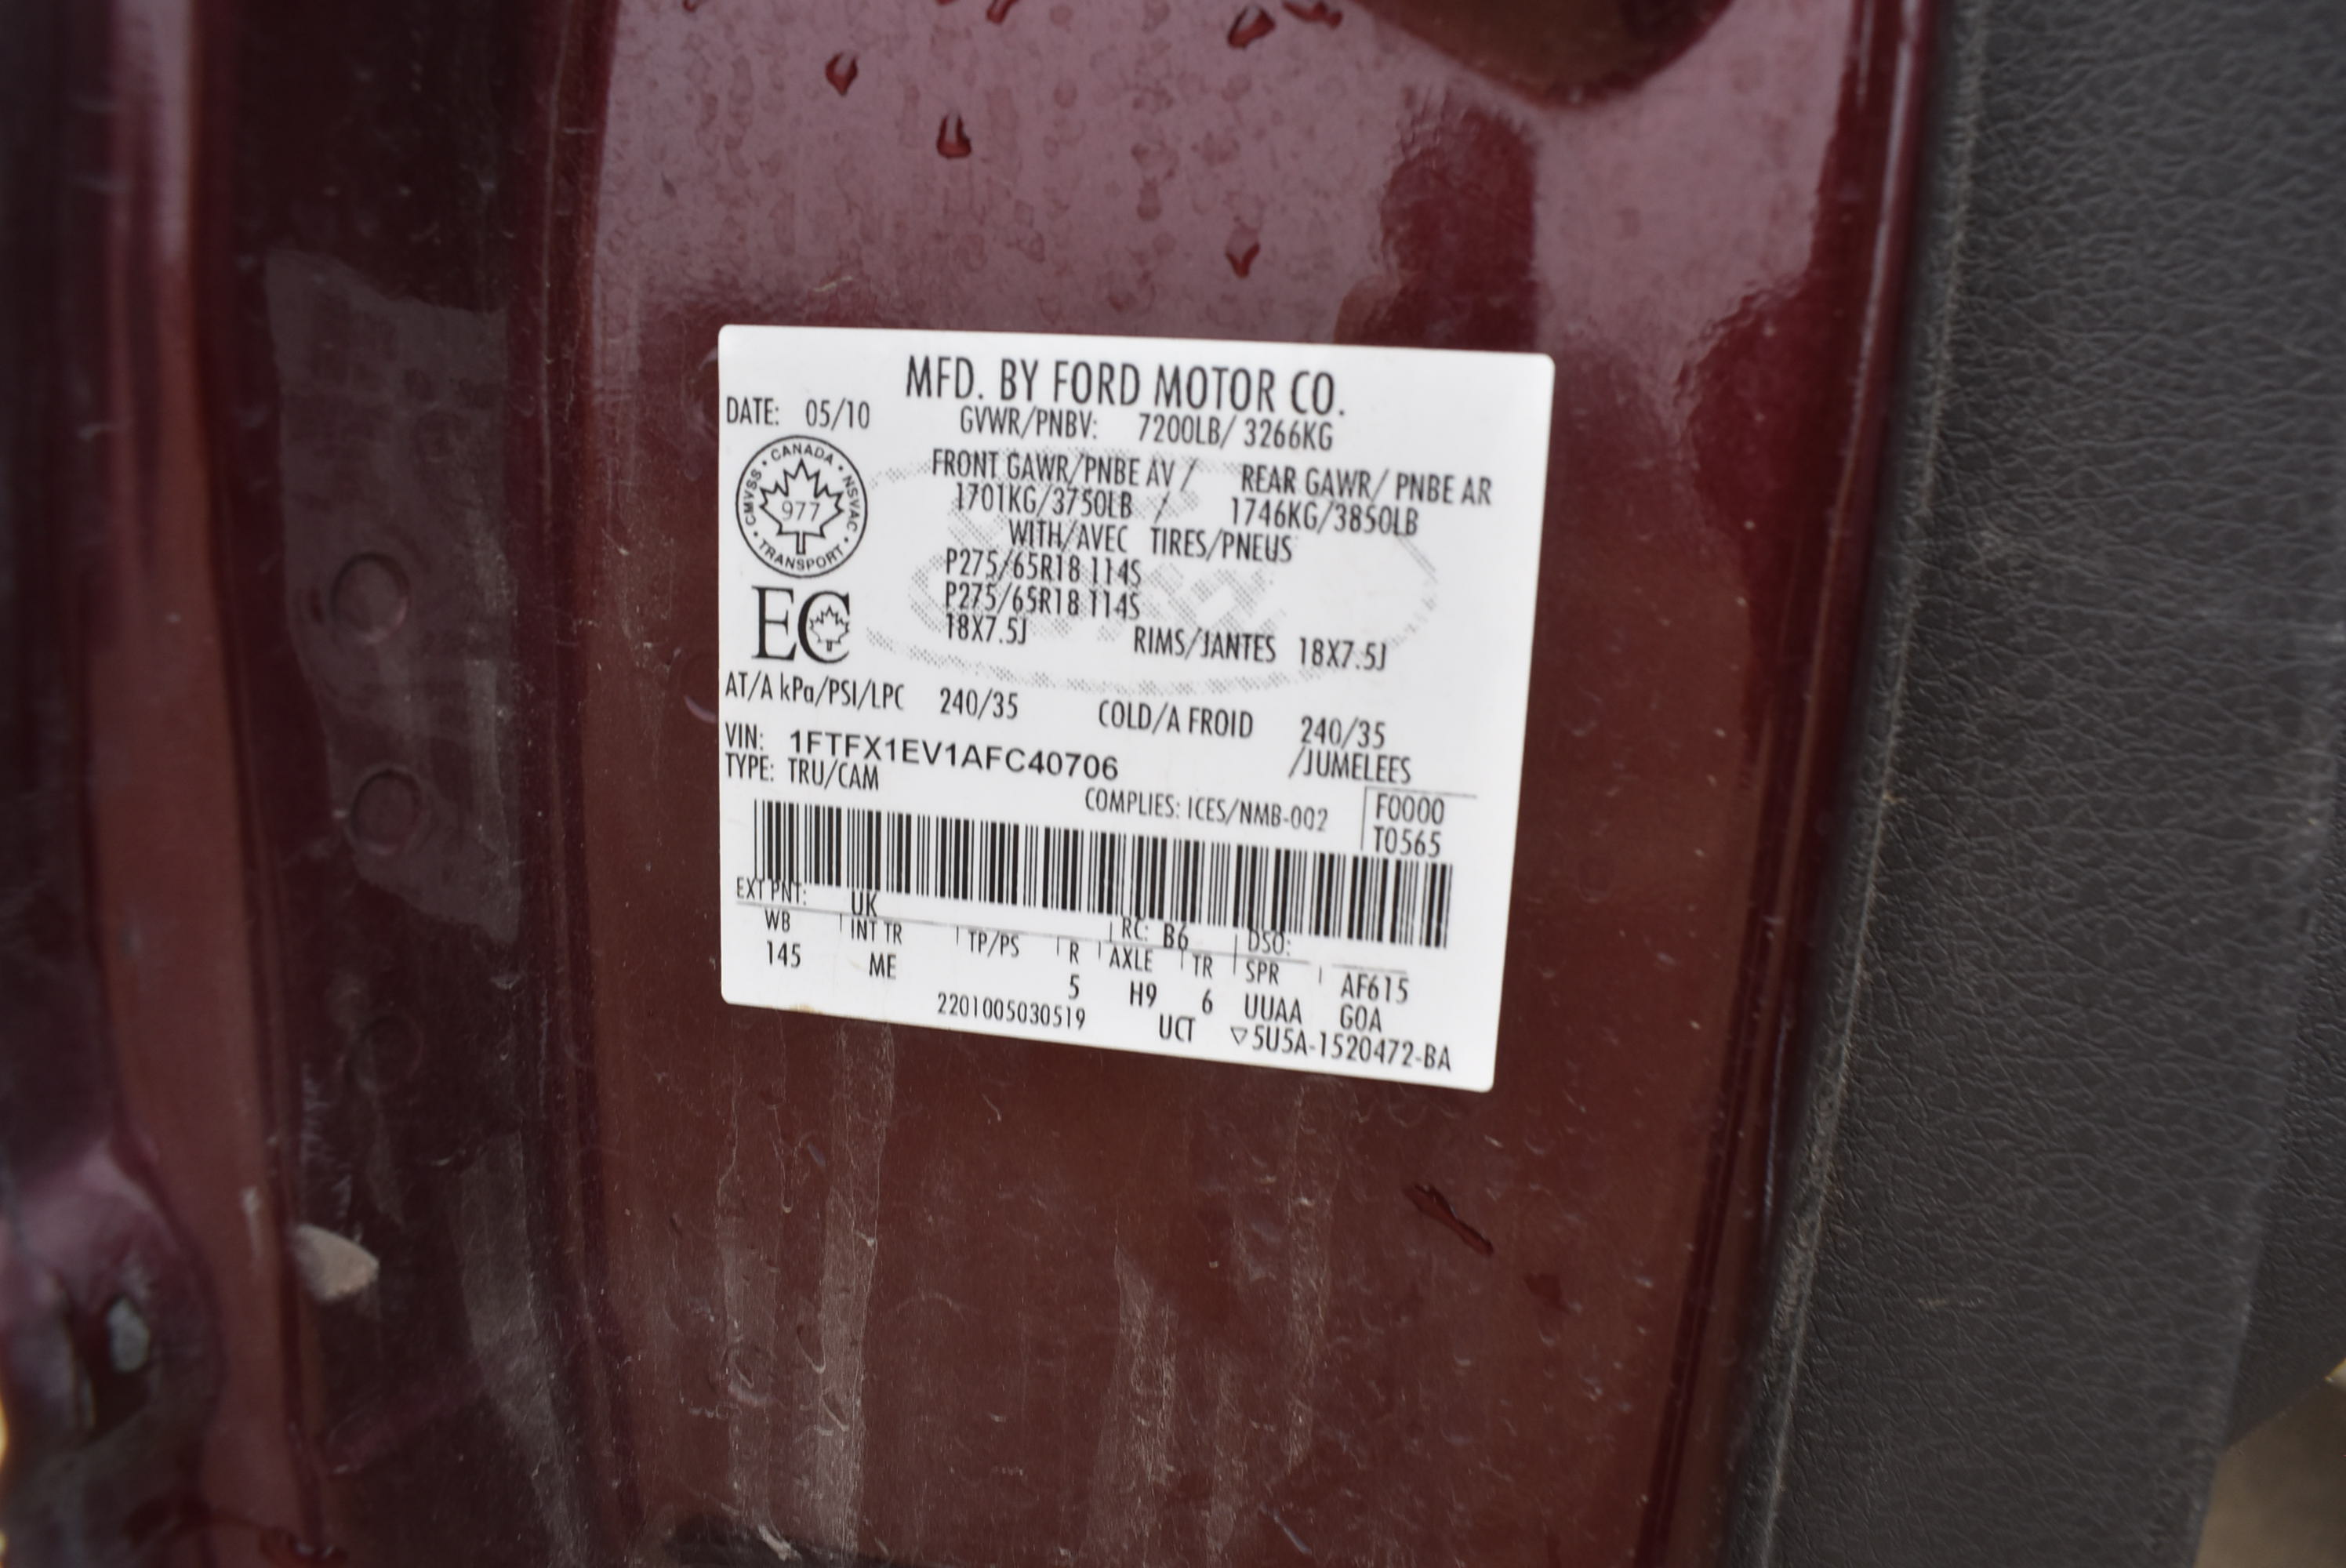 MFD. BY FORD MOTOR CO.
DATE: 05/10
GVWR/PNBV: 7200LB/ 3266KG
CMVSS • CANADA • NSVAC • TRANSPORT
977
FRONT GAWR/PNBE AV / REAR GAWR/ PNBE AR
1701KG/3750LB / 1746KG/3850LB
WITH/AVEC TIRES/PNEUS
P275/65R18 114S
P275/65R18 114S
EC
18X7.5J RIMS/JANTES 18X7.5J
AT/A kPa/PSI/LPC 240/35 COLD/A FROID 240/35
VIN: 1FTFX1EV1AFC40706 /JUMELEES
TYPE: TRU/CAM
COMPLIES: ICES/NMB-002 F0000
T0565
EXT PNT: UK RC: B6 DSO:
WB INT TR TP/PS R AXLE TR SPR AF615
145 ME 5 H9 6 UUAA GOA
2201005030519 UCT ▽5U5A-1520472-BA